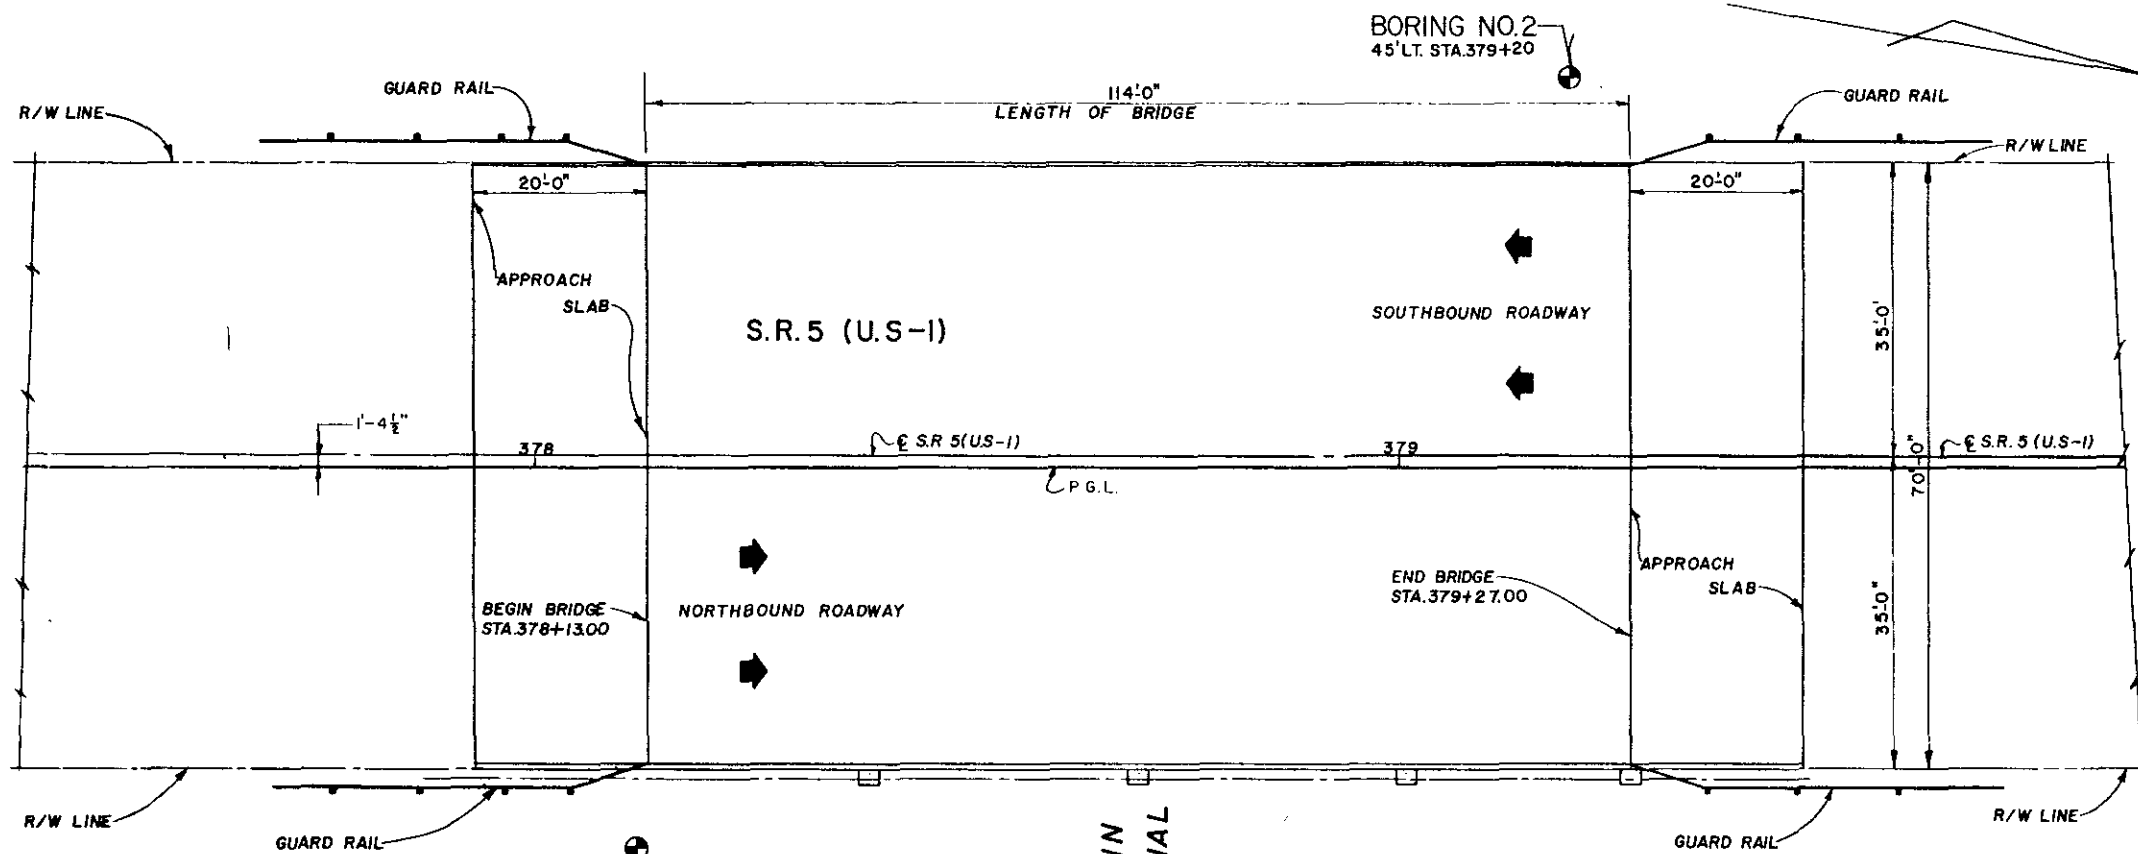 BORING NO.2
45'LT. STA.379+20
GUARD RAIL
114'-0"
LENGTH OF BRIDGE
GUARD RAIL
R/W LINE
R/W LINE
20'-0"
20'-0"
APPROACH
SLAB
S.R. 5 (U.S-1)
SOUTHBOUND ROADWAY
35'-0'
1'-4½"
378
℄ S.R 5(U.S-1)
379
℄ S.R. 5 (U.S-1)
70'-0"
P.G.L.
APPROACH
SLAB
END BRIDGE
STA.379+27.00
BEGIN BRIDGE
STA.378+13.00
NORTHBOUND ROADWAY
35'-0"
R/W LINE
GUARD RAIL
GUARD RAIL
R/W LINE